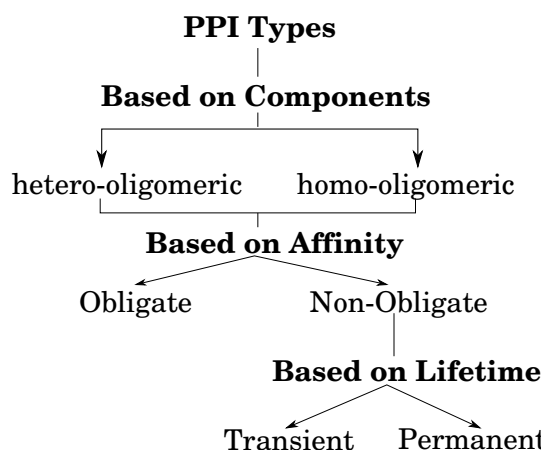 PPI Types
Based on Components
hetero-oligomeric homo-oligomeric
Based on Affinity
Obligate Non-Obligate
Based on Lifetime
Transient Permanent